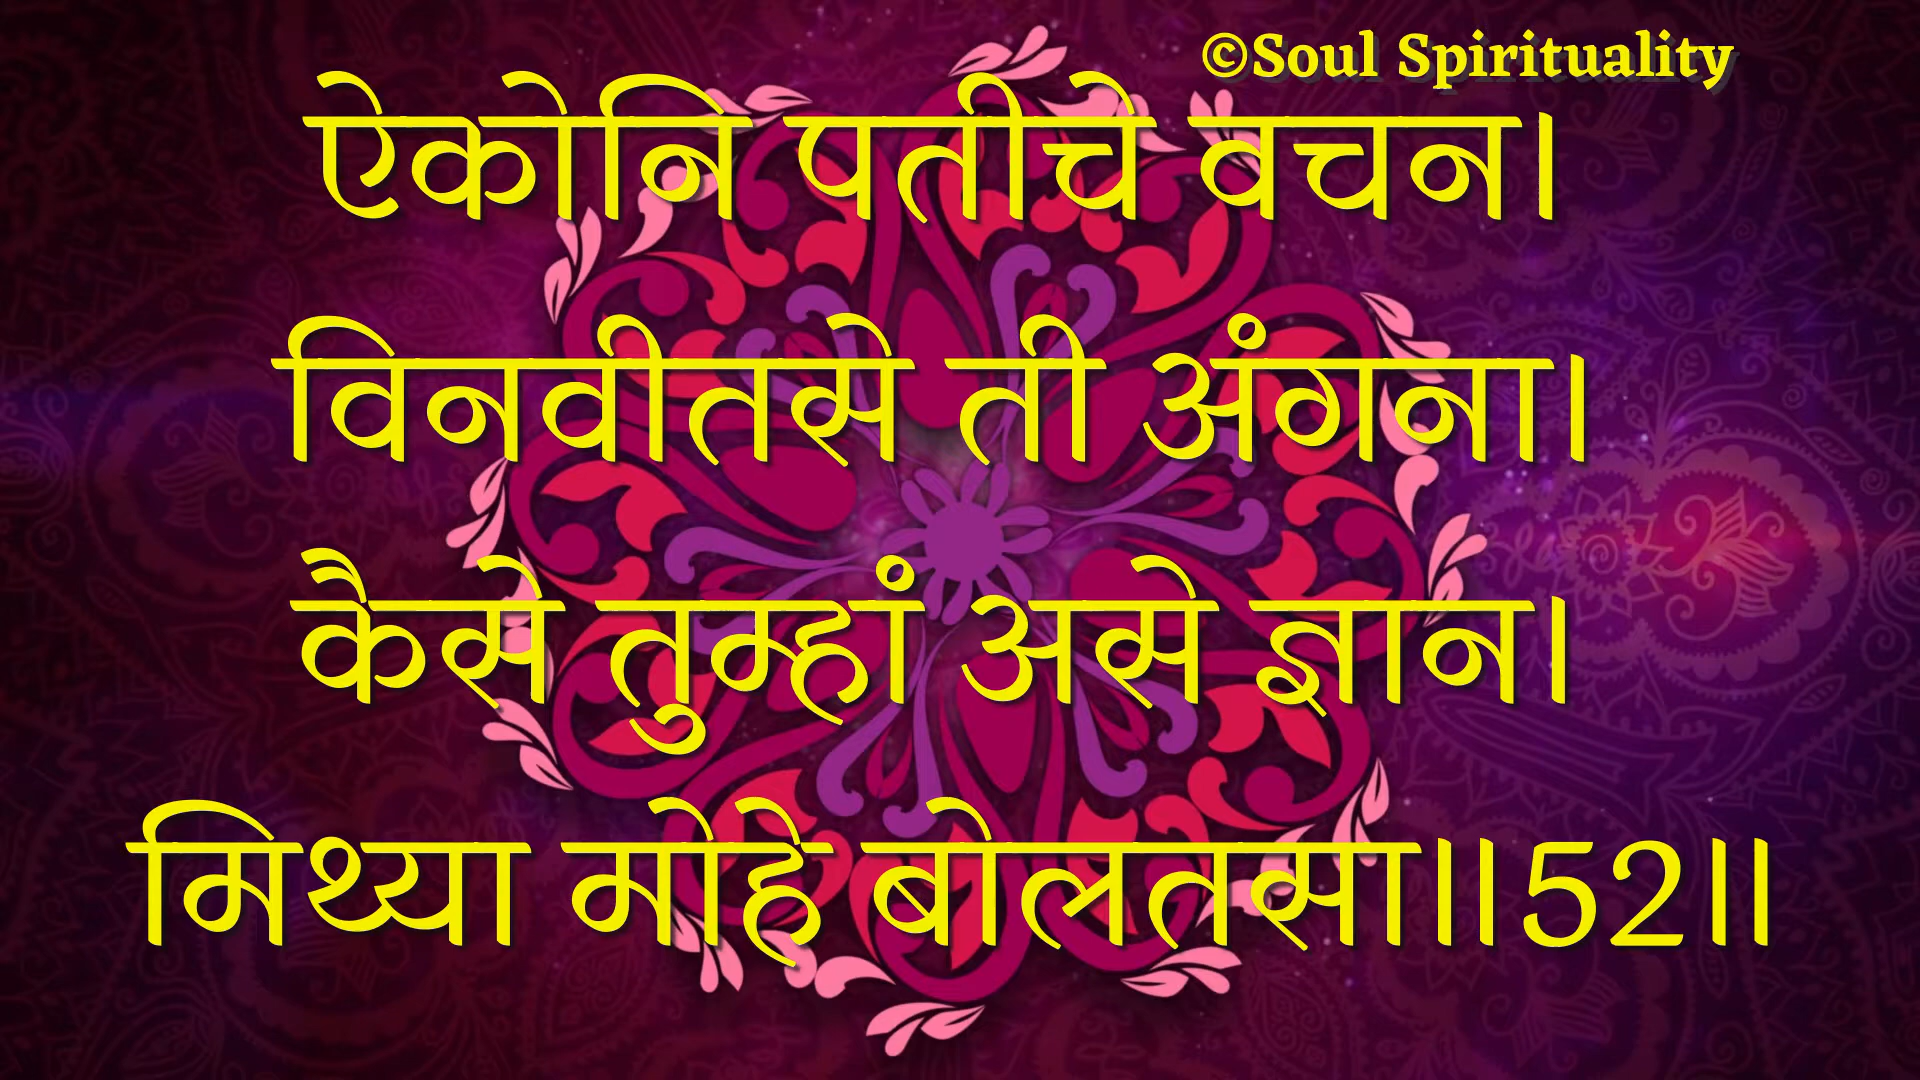 ©Soul Spirituality
ऐकोनि पतीचे वचन।
विनवीतसे ती अंगना।
कैसे तुम्हां असे ज्ञान।
मिथ्या मोहे बोलतसा॥52॥